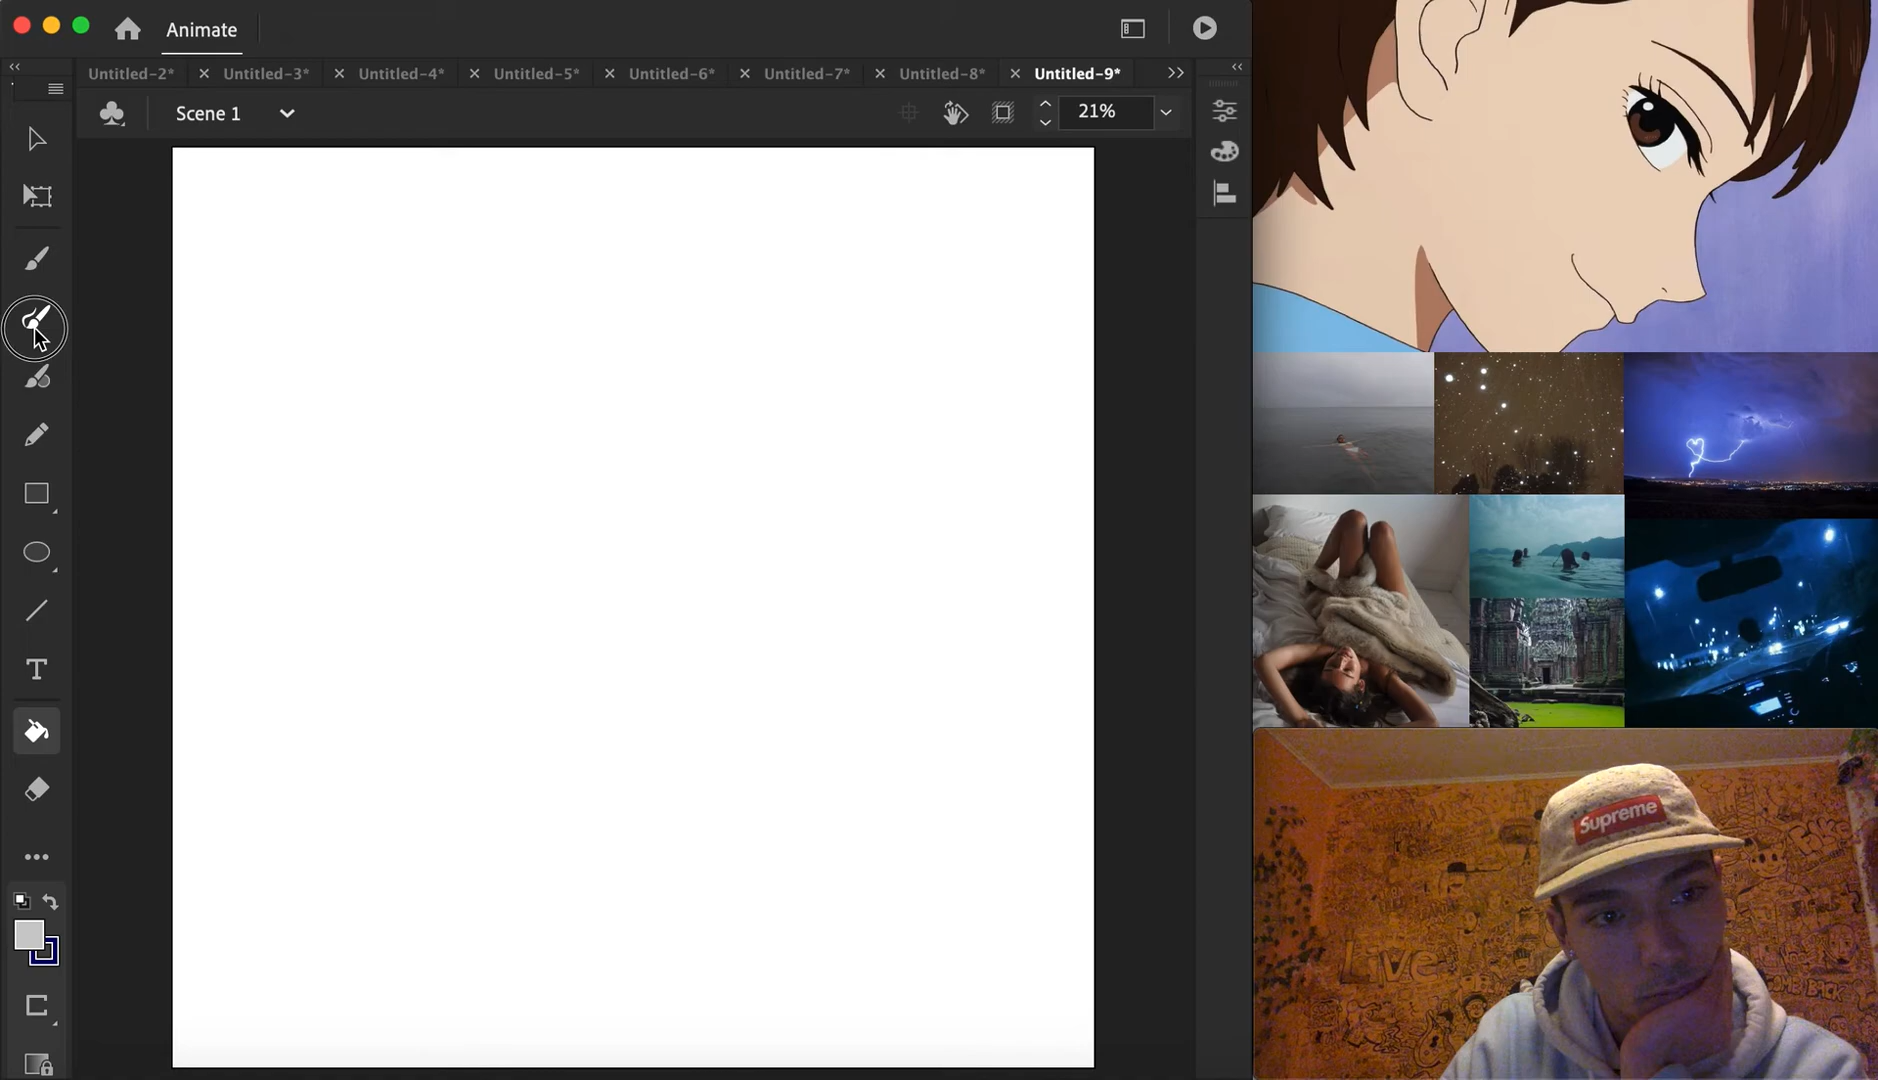 Animate
Untitled-2* Untitled-3* Untitled-4* Untitled-5* Untitled-6* Untitled-7* Untitled-8* Untitled-9*
Scene 1
21%
T
Supreme
Live